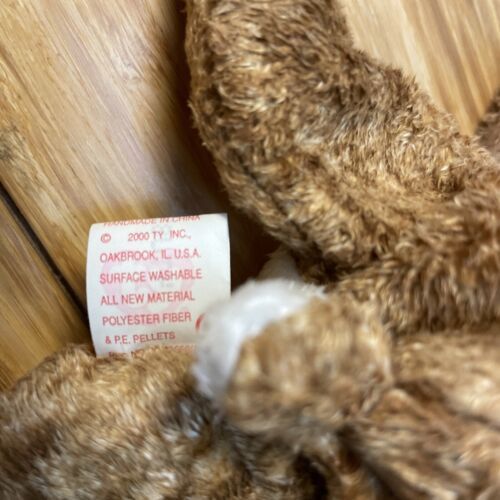 HANDMADE IN CHINA
© 2000 TY INC.,
OAKBROOK, IL. U.S.A.
SURFACE WASHABLE
ALL NEW MATERIAL
POLYESTER FIBER
& P.E. PELLETS